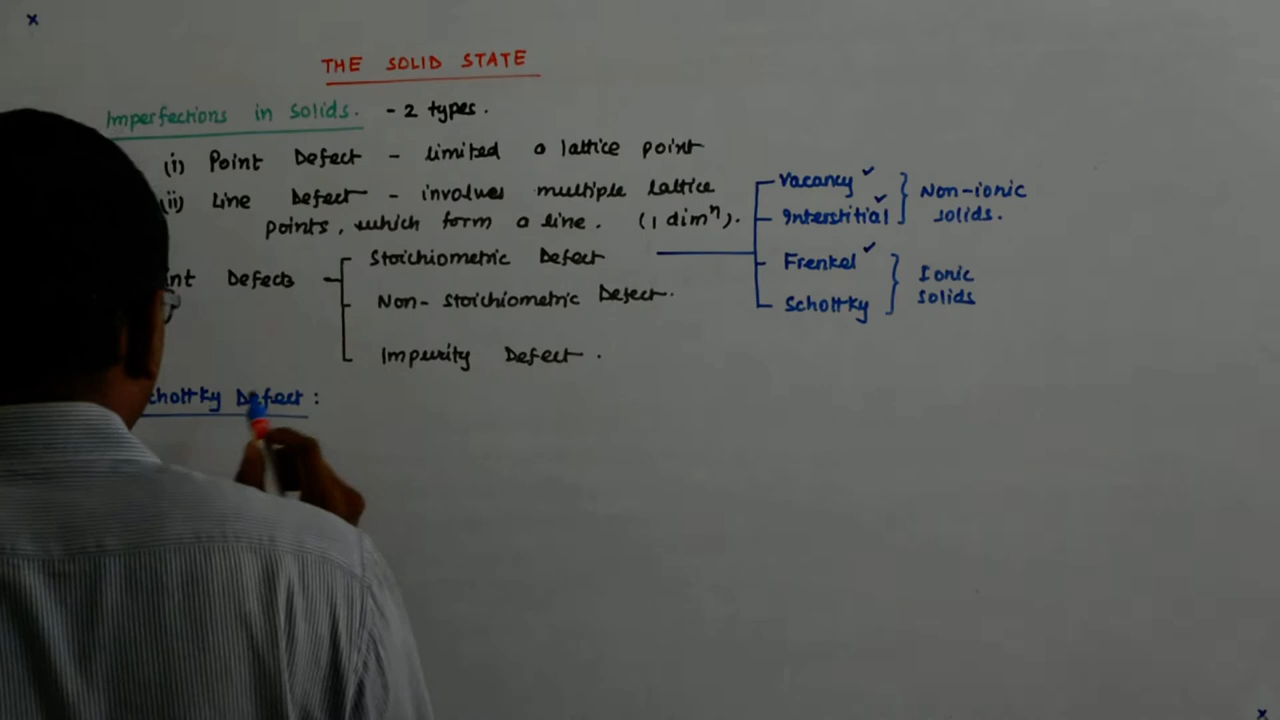 THE SOLID STATE
Imperfections in solids. - 2 types.
(i) Point Defect - limited a lattice point
(ii) Line Defect - involves multiple lattice
points, which form a line. (1 dimⁿ).
Vacancy ✓
Interstitial ✓
Non-ionic
solids.
Frenkel ✓
Schottky
Ionic
solids
Defects
Stoichiometric Defect
Non-Stoichiometric Defect.
Impurity Defect.
chottky Defect: